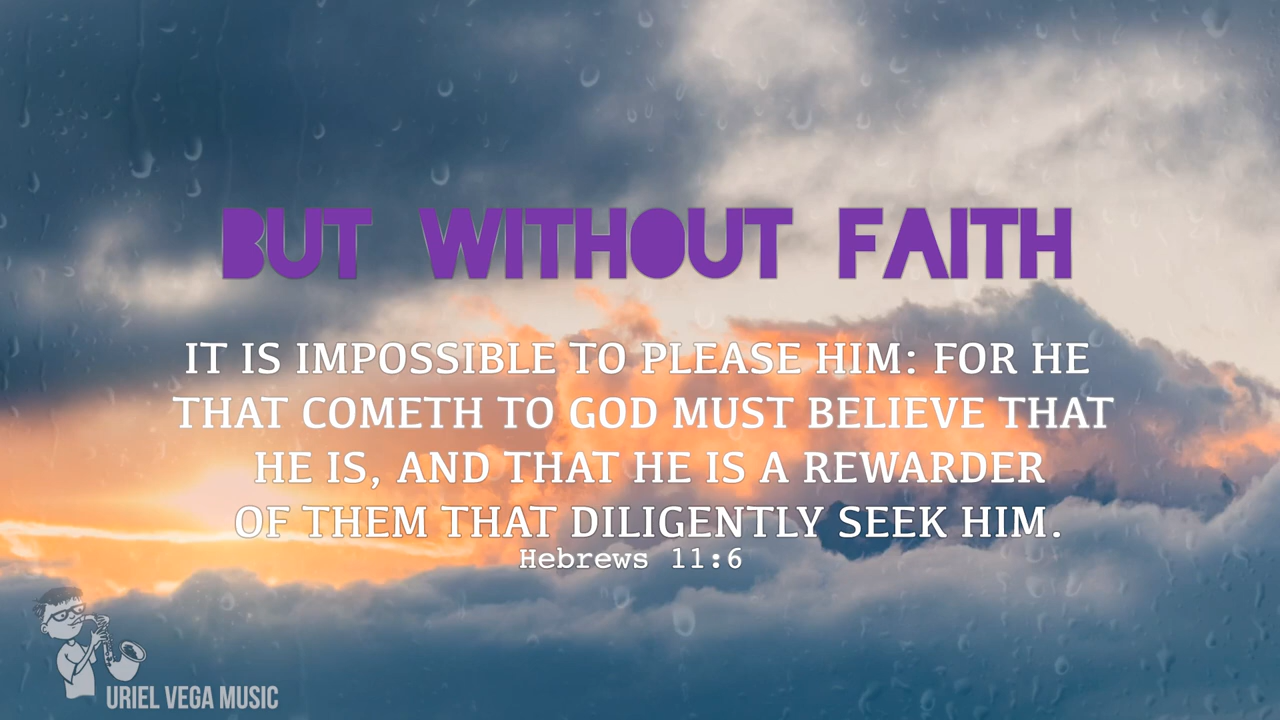 BUT WITHOUT FAITH
IT IS IMPOSSIBLE TO PLEASE HIM: FOR HE
THAT COMETH TO GOD MUST BELIEVE THAT
HE IS, AND THAT HE IS A REWARDER
OF THEM THAT DILIGENTLY SEEK HIM.
Hebrews 11:6
URIEL VEGA MUSIC